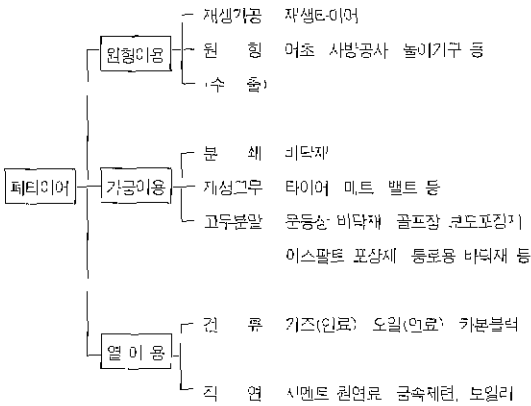 재생가공 재생타이어
원형이용
원 형 어초 사방공사 놀이기구 등
(수 출)
분 쇄 바닥재
폐타이어
가공이용
재생고무 타이어 매트 밸트 등
고무분말 운동장 바닥재 골프장 보도포장재
아스팔트 포장재 통로용 바닥재 등
건 류 가스(연료) 오일(연료) 카본블랙
열 이 용
직 연 시멘트 원연료 금속제련, 보일러